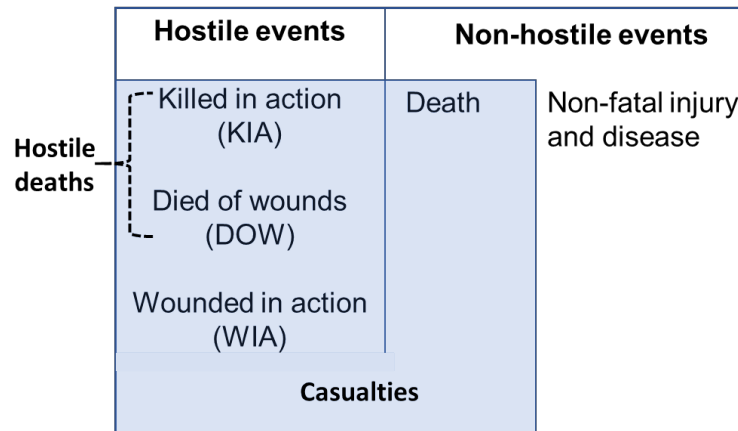 Hostile events
Non-hostile events
Hostile
deaths
Killed in action
(KIA)
Died of wounds
(DOW)
Wounded in action
(WIA)
Death
Non-fatal injury
and disease
Casualties